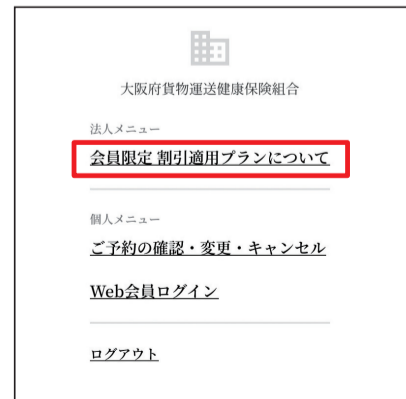 大阪府貨物運送健康保険組合
法人メニュー
会員限定 割引適用プランについて
個人メニュー
ご予約の確認・変更・キャンセル
Web会員ログイン
ログアウト